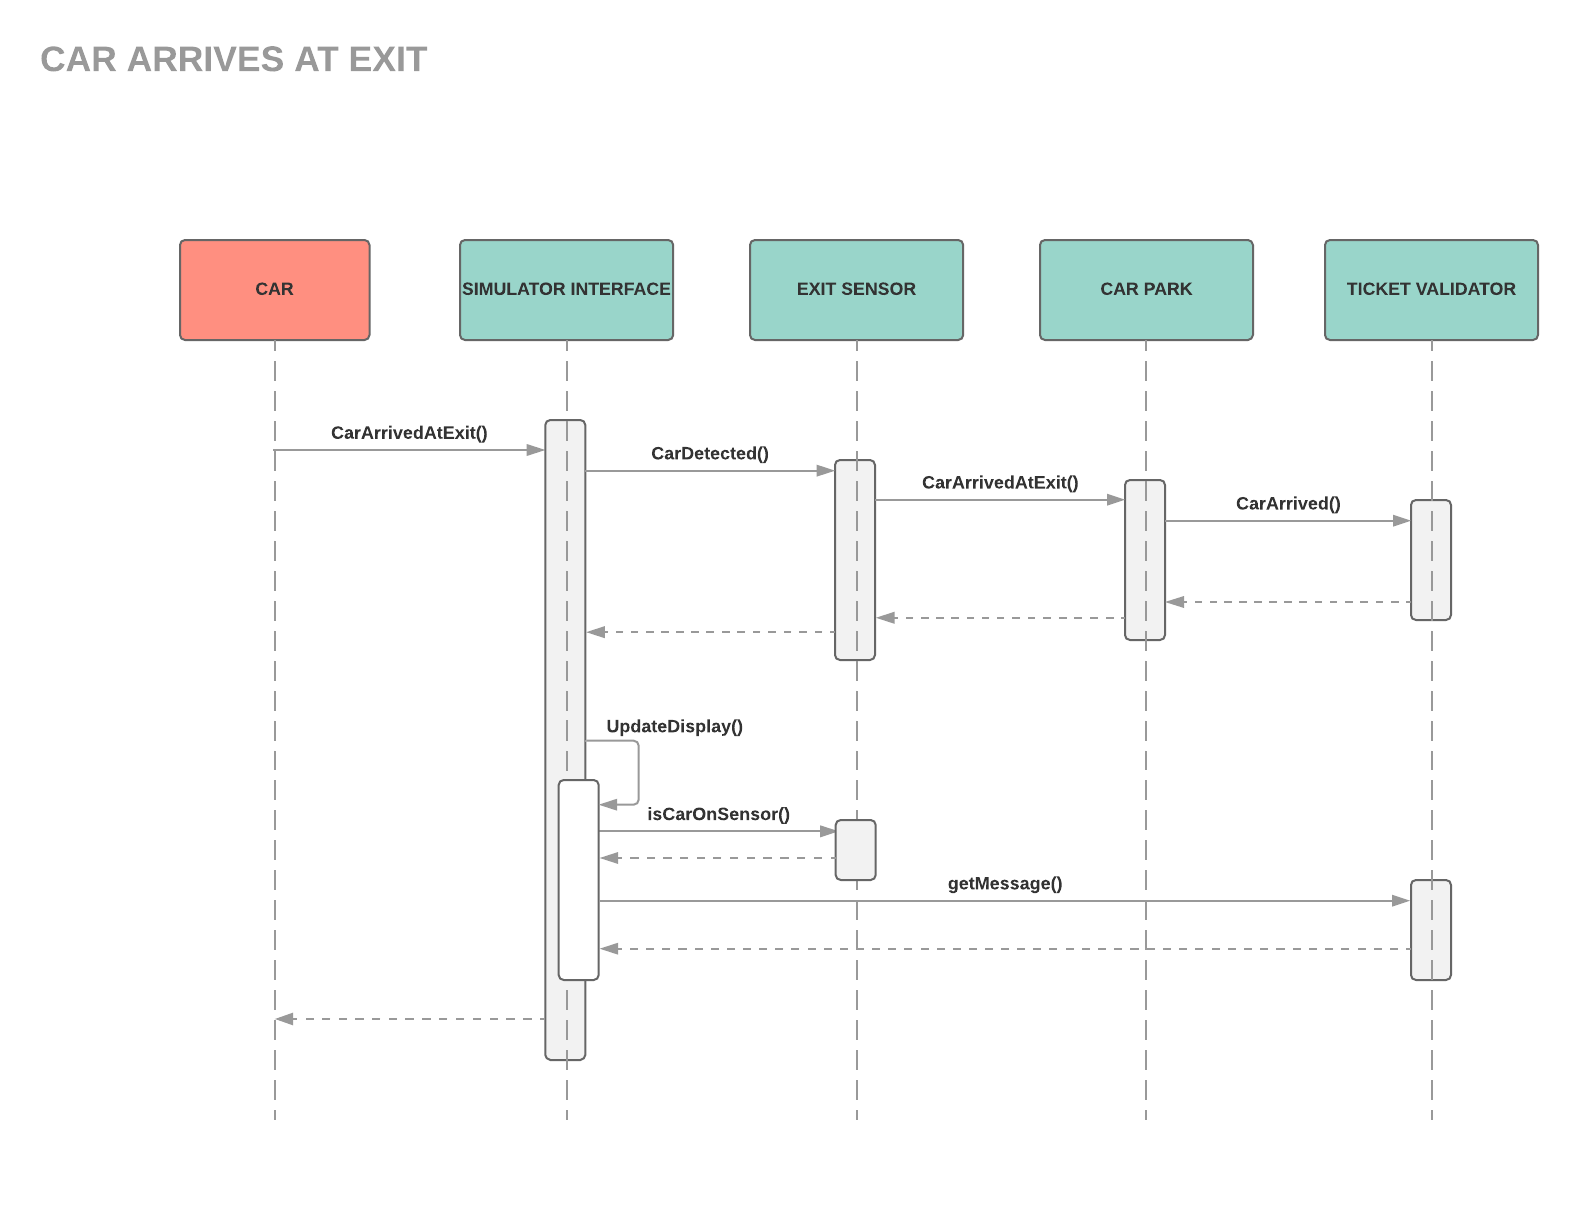 CAR ARRIVES AT EXIT
CAR
SIMULATOR INTERFACE
EXIT SENSOR
CAR PARK
TICKET VALIDATOR
CarArrivedAtExit()
CarDetected()
CarArrivedAtExit()
CarArrived()
UpdateDisplay()
isCarOnSensor()
getMessage()